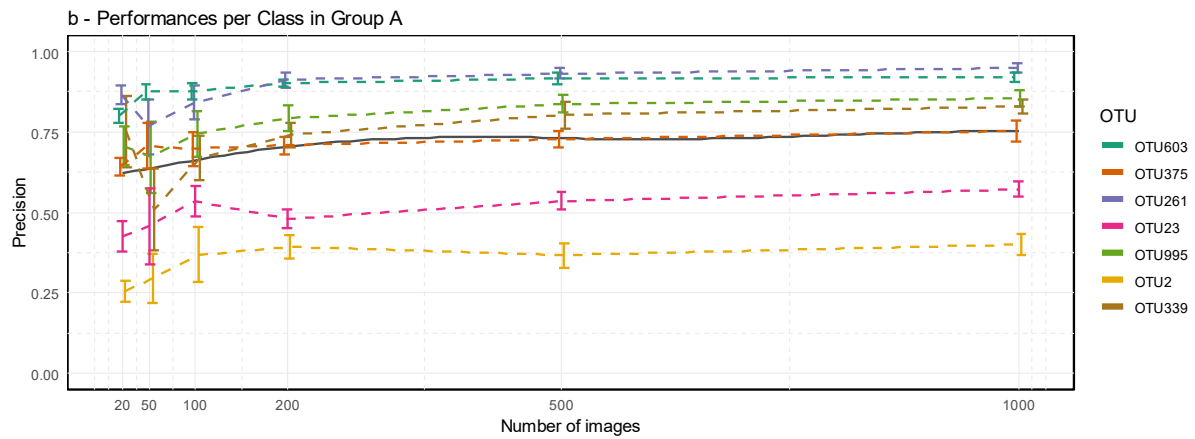 b - Performances per Class in Group A
1.00
0.75
0.50
0.25
0.00
Precision
20 50 100 200 500 1000
Number of images
OTU
OTU603
OTU375
OTU261
OTU23
OTU995
OTU2
OTU339